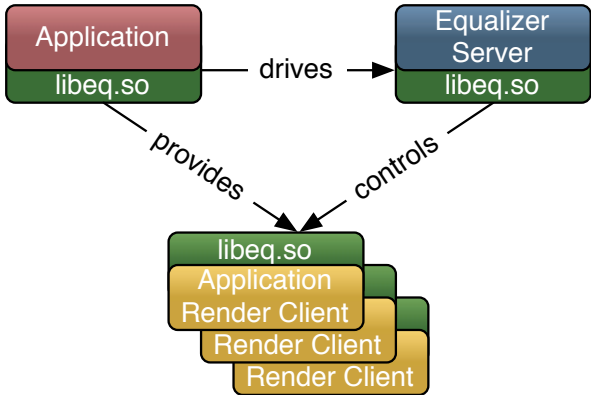 Application
libeq.so
drives
Equalizer
Server
libeq.so
provides
controls
libeq.so
Application
Render Client
Render Client
Render Client